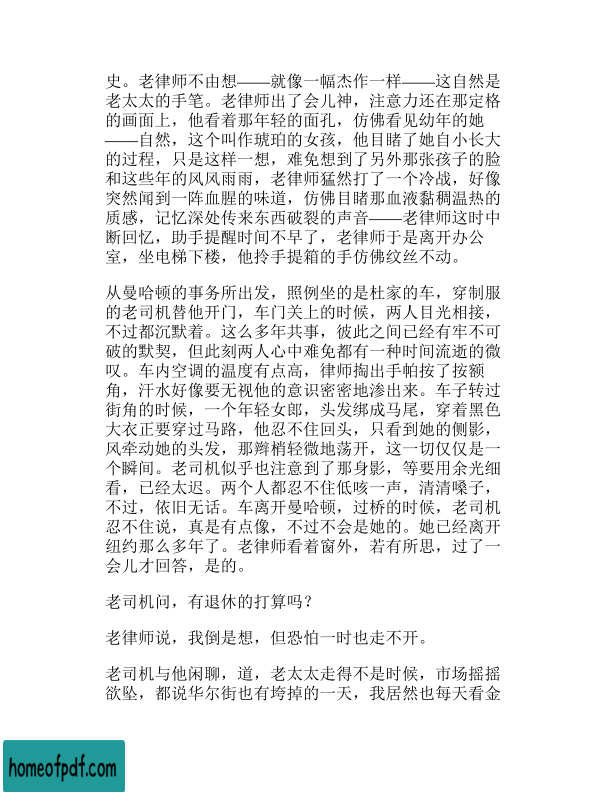 史。老律师不由想——就像一幅杰作一样——这自然是
老太太的手笔。老律师出了会儿神，注意力还在那定格
的画面上，他看着那年轻的面孔，仿佛看见幼年的她
——自然，这个叫作琥珀的女孩，他目睹了她自小长大
的过程，只是这样一想，难免想到了另外那张孩子的脸
和这些年的风风雨雨，老律师猛然打了一个冷战，好像
突然闻到一阵血腥的味道，仿佛目睹那血液黏稠温热的
质感，记忆深处传来东西破裂的声音——老律师这时中
断回忆，助手提醒时间不早了，老律师于是离开办公
室，坐电梯下楼，他拎手提箱的手仿佛纹丝不动。
从曼哈顿的事务所出发，照例坐的是杜家的车，穿制服
的老司机替他开门，车门关上的时候，两人目光相接，
不过都沉默着。这么多年共事，彼此之间已经有牢不可
破的默契，但此刻两人心中难免都有一种时间流逝的微
叹。车内空调的温度有点高，律师掏出手帕按了按额
角，汗水好像要无视他的意识密密地渗出来。车子转过
街角的时候，一个年轻女郎，头发绑成马尾，穿着黑色
大衣正要穿过马路，他忍不住回头，只看到她的侧影，
风牵动她的头发，那辫梢轻微地荡开，这一切仅仅是一
个瞬间。老司机似乎也注意到了那身影，等要用余光细
看，已经太迟。两个人都忍不住低咳一声，清清嗓子，
不过，依旧无话。车离开曼哈顿，过桥的时候，老司机
忍不住说，真是有点像，不过不会是她的。她已经离开
纽约那么多年了。老律师看着窗外，若有所思，过了一
会儿才回答，是的。
老司机问，有退休的打算吗？
老律师说，我倒是想，但恐怕一时也走不开。
老司机与他闲聊，道，老太太走得不是时候，市场摇摇
欲坠，都说华尔街也有垮掉的一天，我居然也每天看金
homeofpdf.com